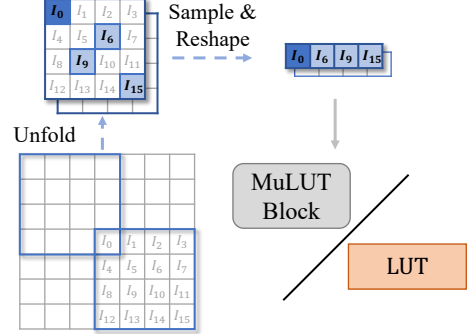 I0 I1 I2 I3
I4 I5 I6 I7
I8 I9 I10 I11
I12 I13 I14 I15
Sample &
Reshape
I0 I6 I9 I15
Unfold
I0 I1 I2 I3
I4 I5 I6 I7
I8 I9 I10 I11
I12 I13 I14 I15
MuLUT
Block
LUT